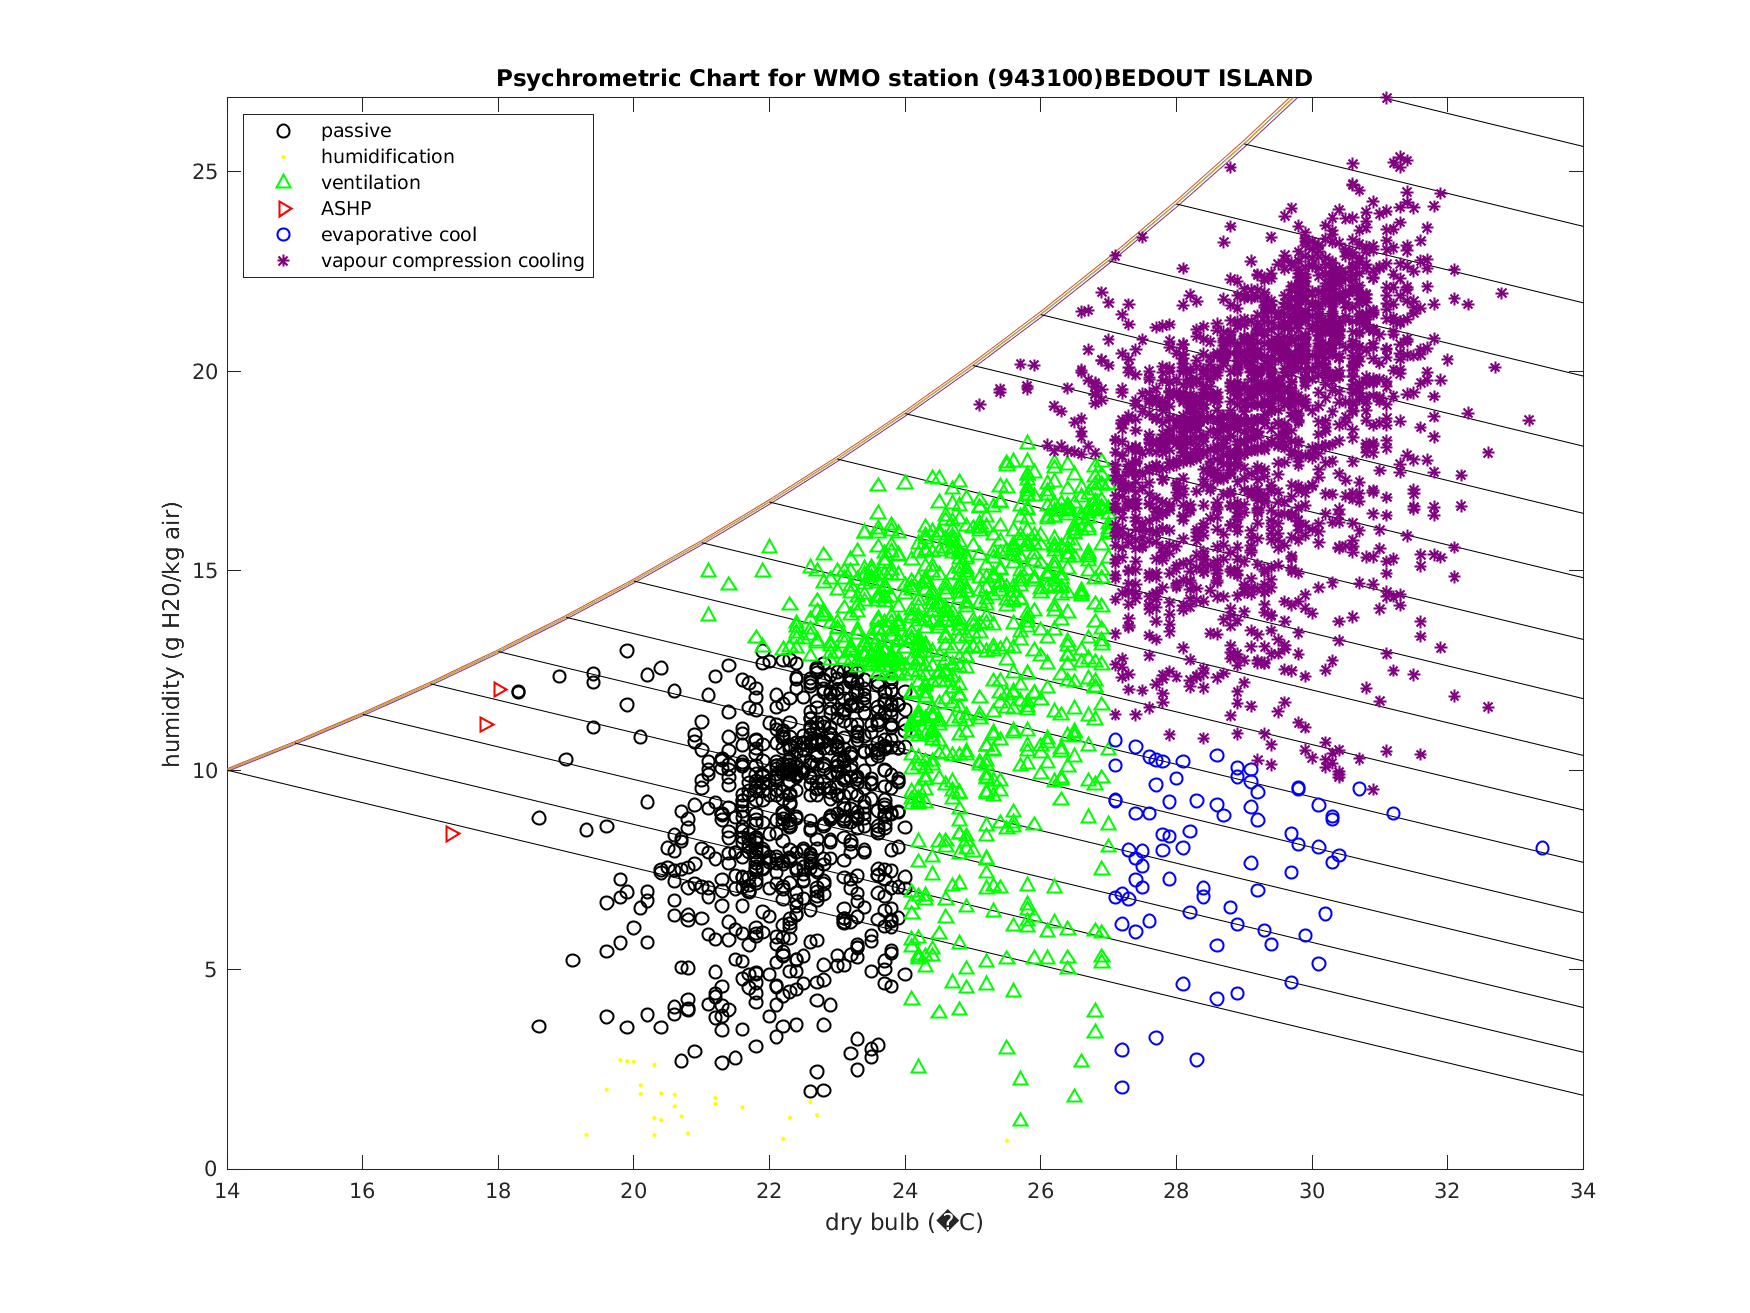 Psychrometric Chart for WMO station (943100)BEDOUT ISLAND
passive
humidification
ventilation
ASHP
evaporative cool
vapour compression cooling
humidity (g H20/kg air)
25
20
15
10
5
0
14 16 18 20 22 24 26 28 30 32 34
dry bulb (�C)